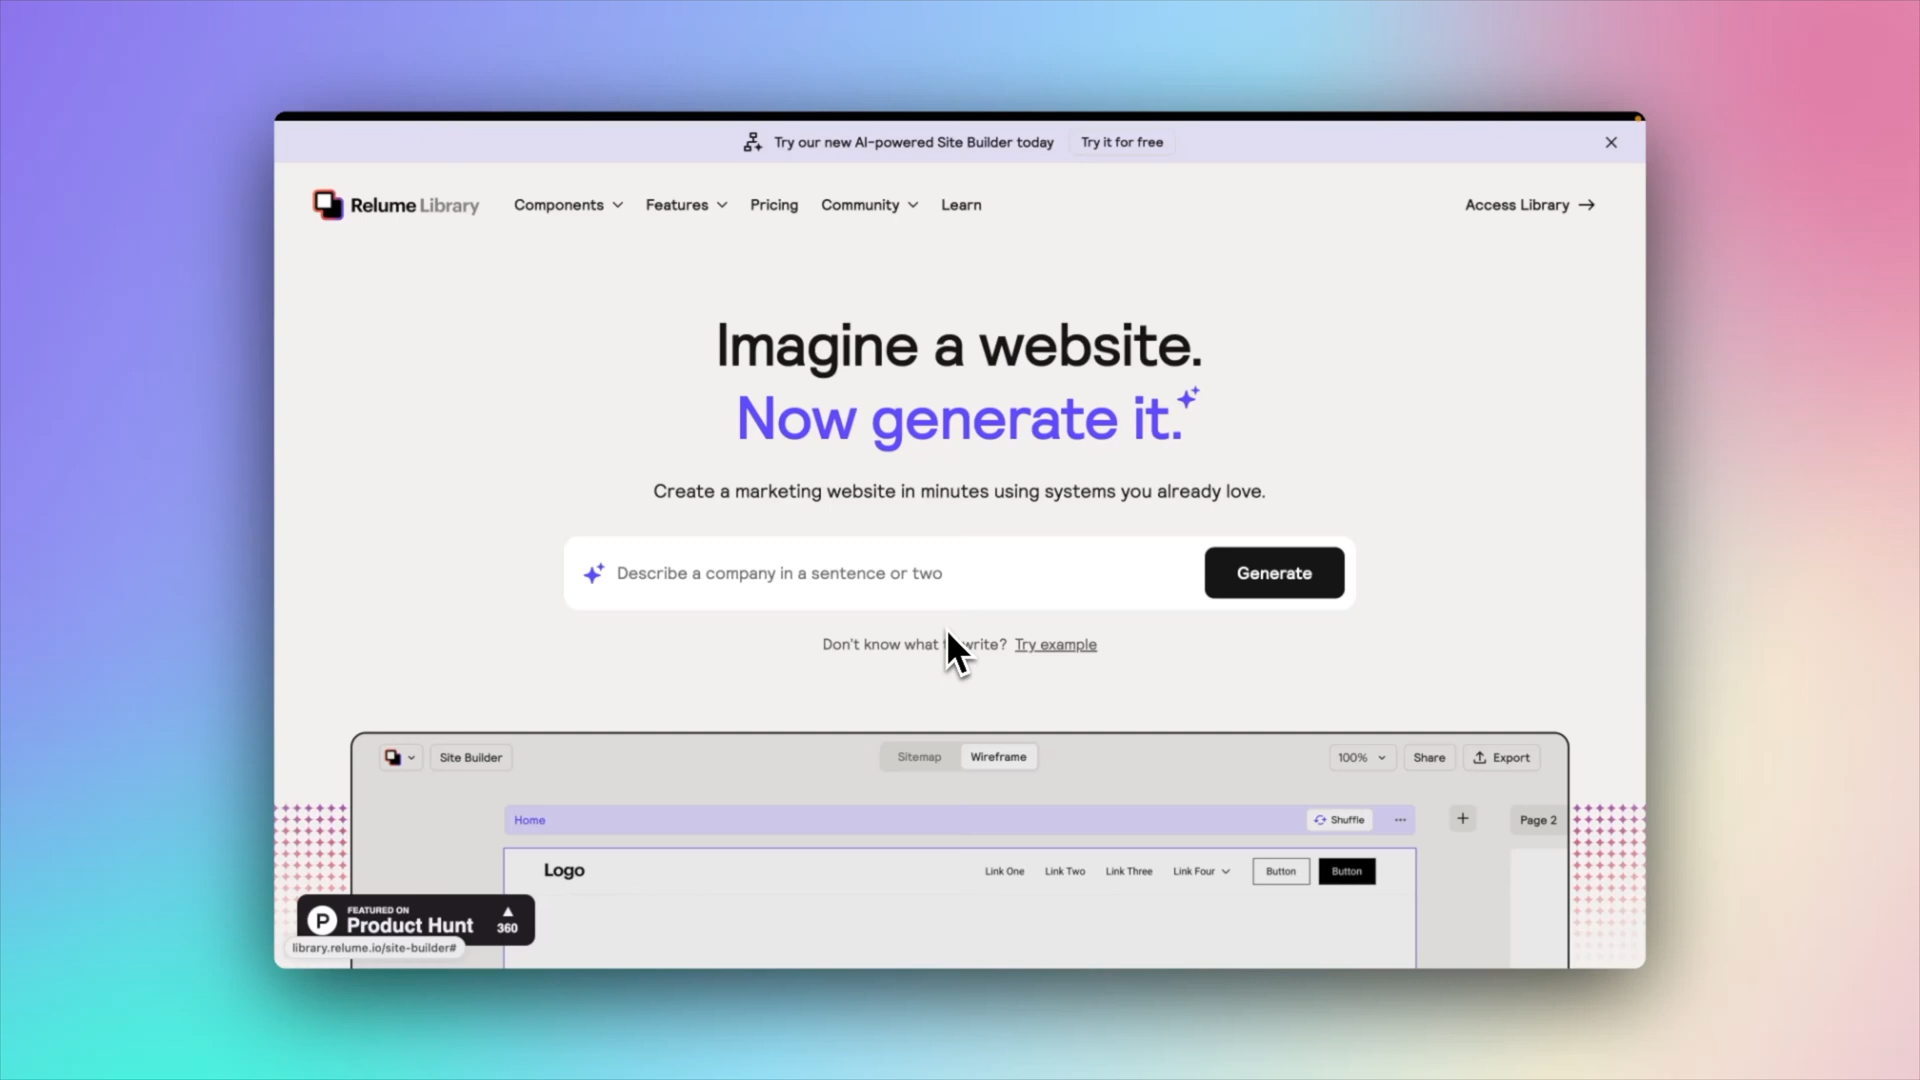 Try our new AI-powered Site Builder today Try it for free
Relume Library Components Features Pricing Community Learn Access Library
Imagine a website.
Now generate it.
Create a marketing website in minutes using systems you already love.
Describe a company in a sentence or two Generate
Don't know what write? Try example
Site Builder Sitemap Wireframe 100% Share Export
Home Shuffle Page 2
Logo Link One Link Two Link Three Link Four Button Button
P FEATURED ON
Product Hunt 360
library.relume.io/site-builder#